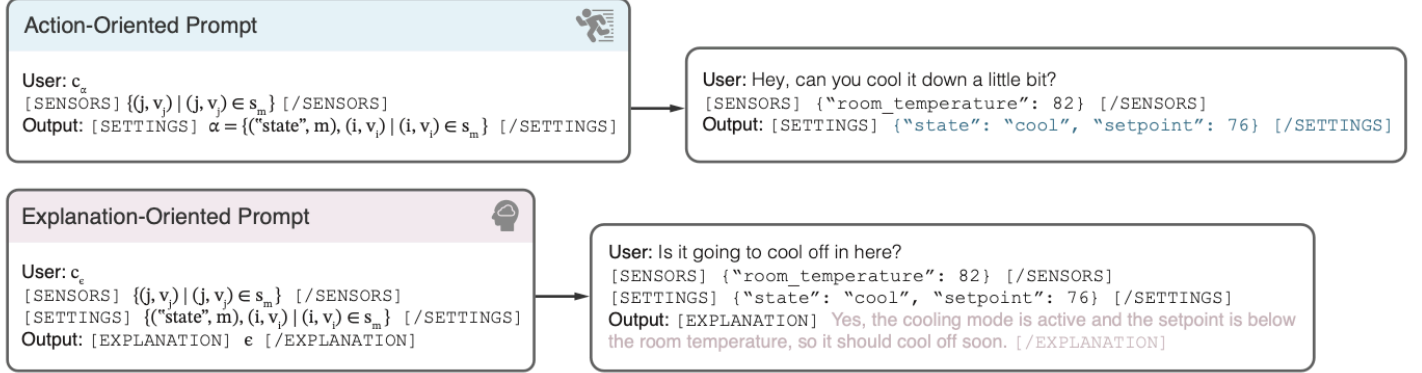 Action-Oriented Prompt
User: cα
[SENSORS] {(j, vj) | (j, vj) ∈ sm} [/SENSORS]
Output: [SETTINGS] α = {("state", m), (i, vi) | (i, vi) ∈ sm} [/SETTINGS]
User: Hey, can you cool it down a little bit?
[SENSORS] {"room_temperature": 82} [/SENSORS]
Output: [SETTINGS] {"state": "cool", "setpoint": 76} [/SETTINGS]
Explanation-Oriented Prompt
User: cϵ
[SENSORS] {(j, vj) | (j, vj) ∈ sm} [/SENSORS]
[SETTINGS] {("state", m), (i, vi) | (i, vi) ∈ sm} [/SETTINGS]
Output: [EXPLANATION] ϵ [/EXPLANATION]
User: Is it going to cool off in here?
[SENSORS] {"room_temperature": 82} [/SENSORS]
[SETTINGS] {"state": "cool", "setpoint": 76} [/SETTINGS]
Output: [EXPLANATION] Yes, the cooling mode is active and the setpoint is below
the room temperature, so it should cool off soon. [/EXPLANATION]